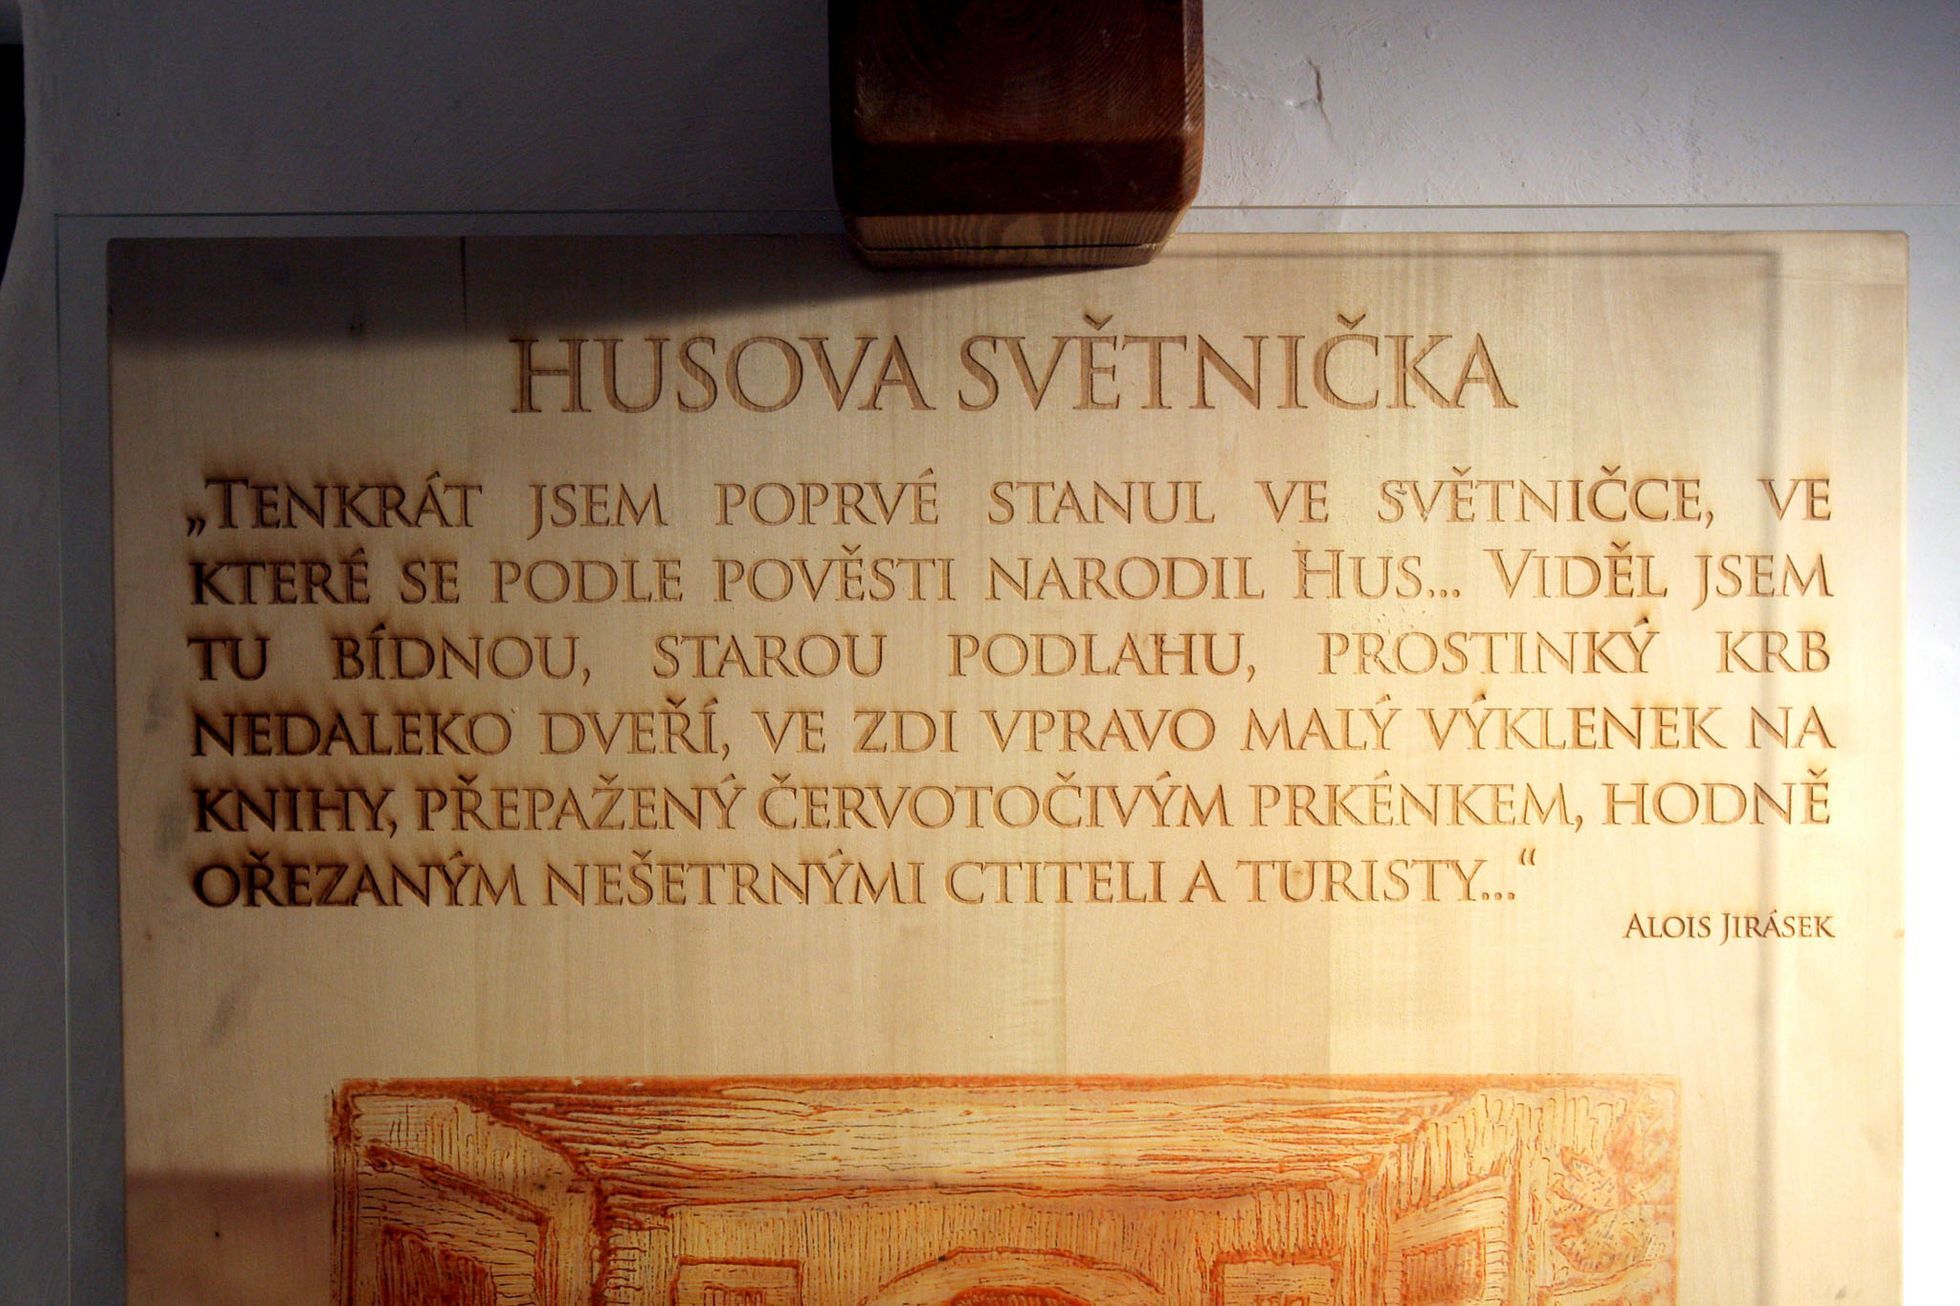 HUSOVA SVĚTNIČKA
„TENKRÁT JSEM POPRVÉ STANUL VE SVĚTNIČCE, VE
KTERÉ SE PODLE POVĚSTI NARODIL HUS... VIDĚL JSEM
TU BÍDNOU, STAROU PODLAHU, PROSTINKÝ KRB
NEDALEKO DVEŘÍ, VE ZDI VPRAVO MALÝ VÝKLENEK NA
KNIHY, PŘEPAŽENÝ ČERVOTOČIVÝM PRKÉNKEM, HODNĚ
OŘEZANÝM NEŠETRNÝMI CTITELI A TURISTY...“
ALOIS JIRÁSEK